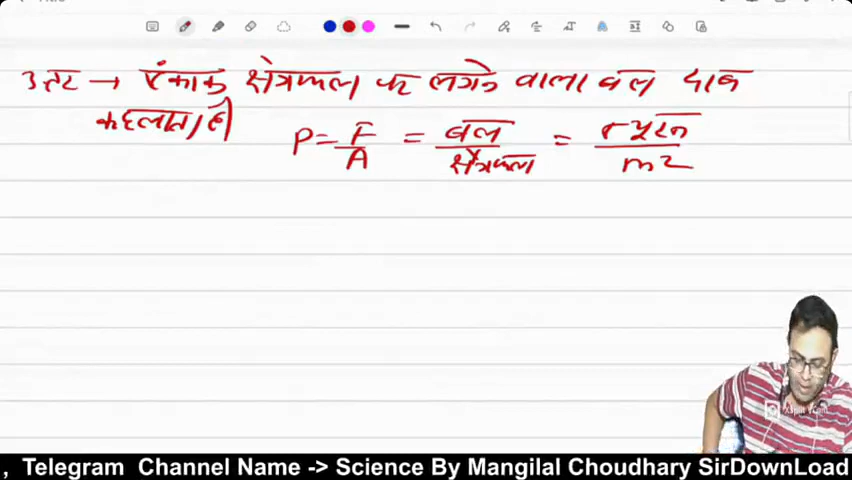 उत्तर → एकांक क्षेत्रफल पर लगने वाला बल दाब
कहलाता है
P = F/A = बल/क्षेत्रफल = न्यूटन/m2
, Telegram Channel Name -> Science By Mangilal Choudhary SirDownLoad